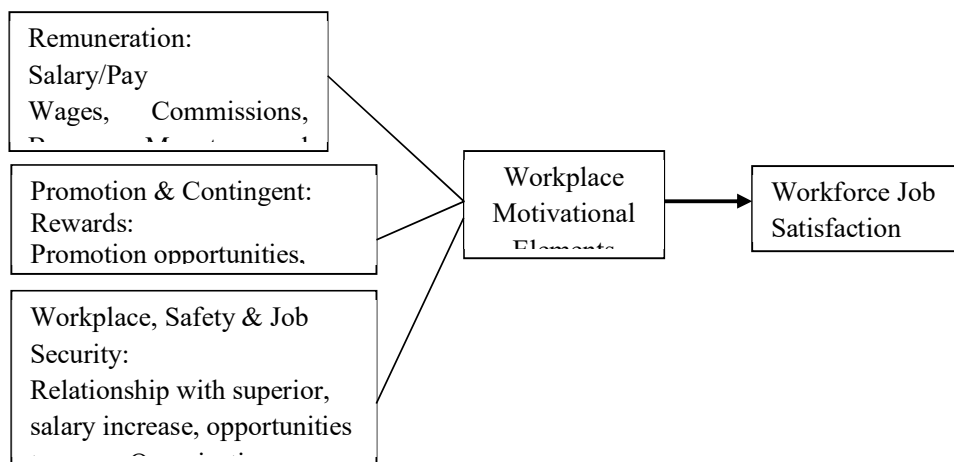 Remuneration:
Salary/Pay
Wages, Commissions,
Promotion & Contingent:
Rewards:
Promotion opportunities,
Workplace, Safety & Job
Security:
Relationship with superior,
salary increase, opportunities
Workplace
Motivational
Elements
Workforce Job
Satisfaction